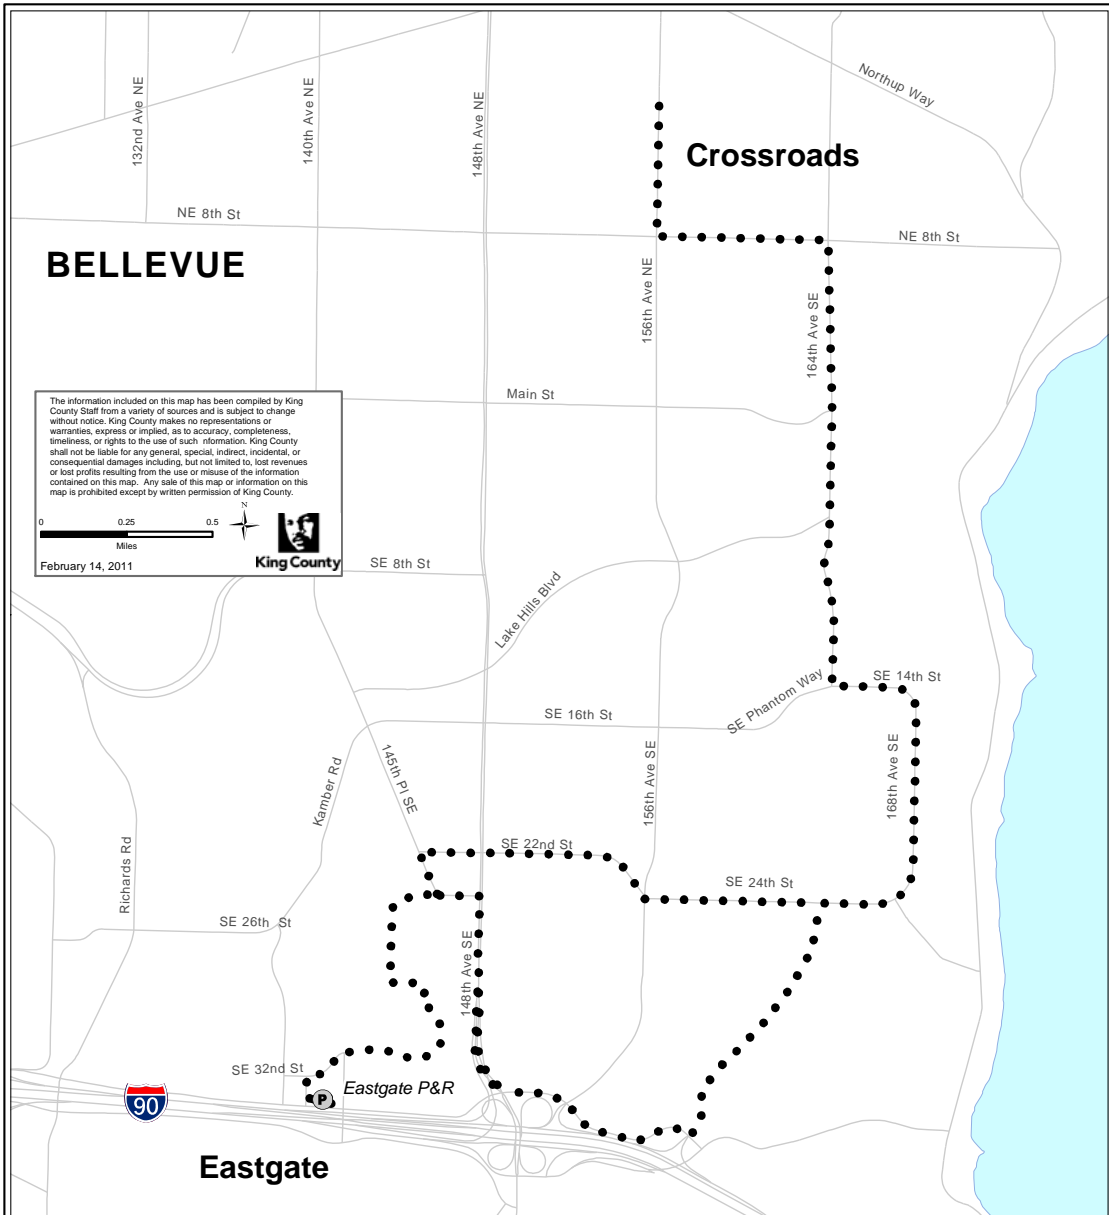 Northup Way
132nd Ave NE
140th Ave NE
148th Ave NE
Crossroads
NE 8th St
NE 8th St
BELLEVUE
156th Ave NE
164th Ave SE
Main St
The information included on this map has been compiled by King
County Staff from a variety of sources and is subject to change
without notice. King County makes no representations or
warranties, express or implied, as to accuracy, completeness,
timeliness, or rights to the use of such nformation. King County
shall not be liable for any general, special, indirect, incidental, or
consequential damages including, but not limited to, lost revenues
or lost profits resulting from the use or misuse of the information
contained on this map. Any sale of this map or information on this
map is prohibited except by written permission of King County.
N
0 0.25 0.5
Miles
King County
February 14, 2011
SE 8th St
Lake Hills Blvd
SE 14th St
SE Phantom Way
SE 16th St
145th Pl SE
156th Ave SE
168th Ave SE
Kamber Rd
Richards Rd
SE 22nd St
SE 24th St
SE 26th St
148th Ave SE
SE 32nd St
Eastgate P&R
P
90
Eastgate